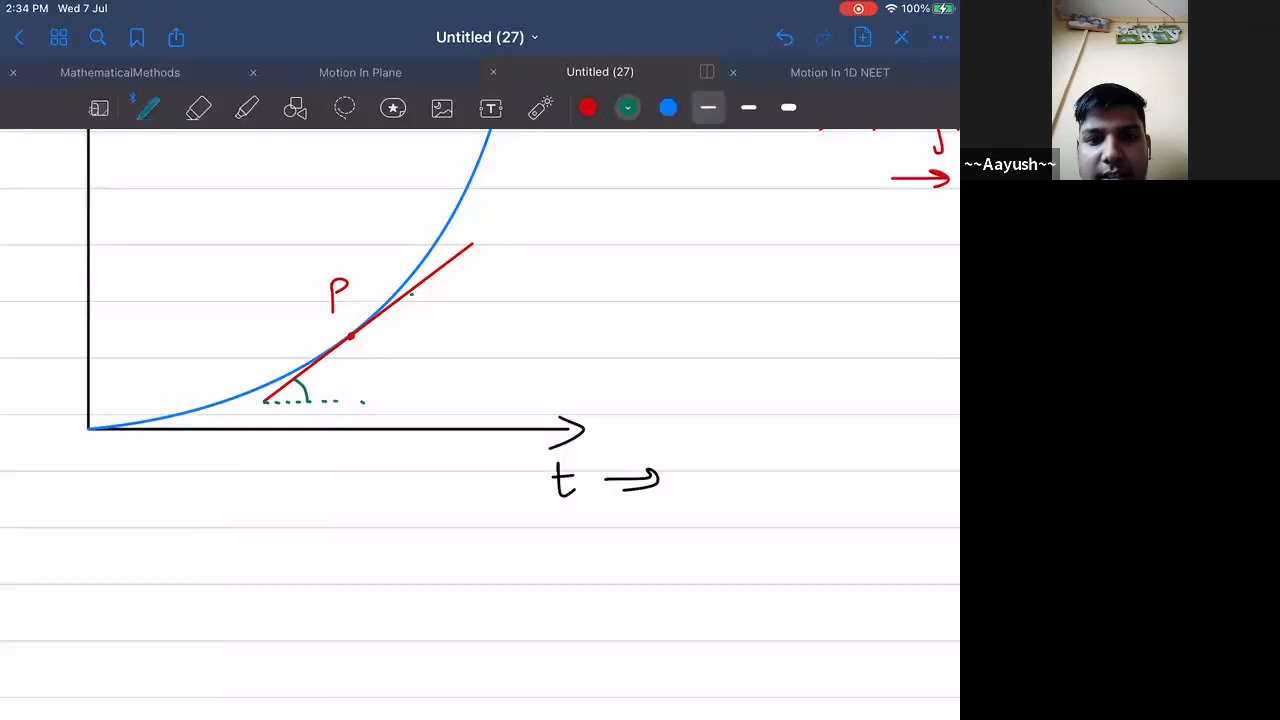 2:34 PM Wed 7 Jul
100%
Untitled (27)
MathematicalMethods
Motion In Plane
Untitled (27)
Motion In 1D NEET
T
~~Aayush~~
P
t →